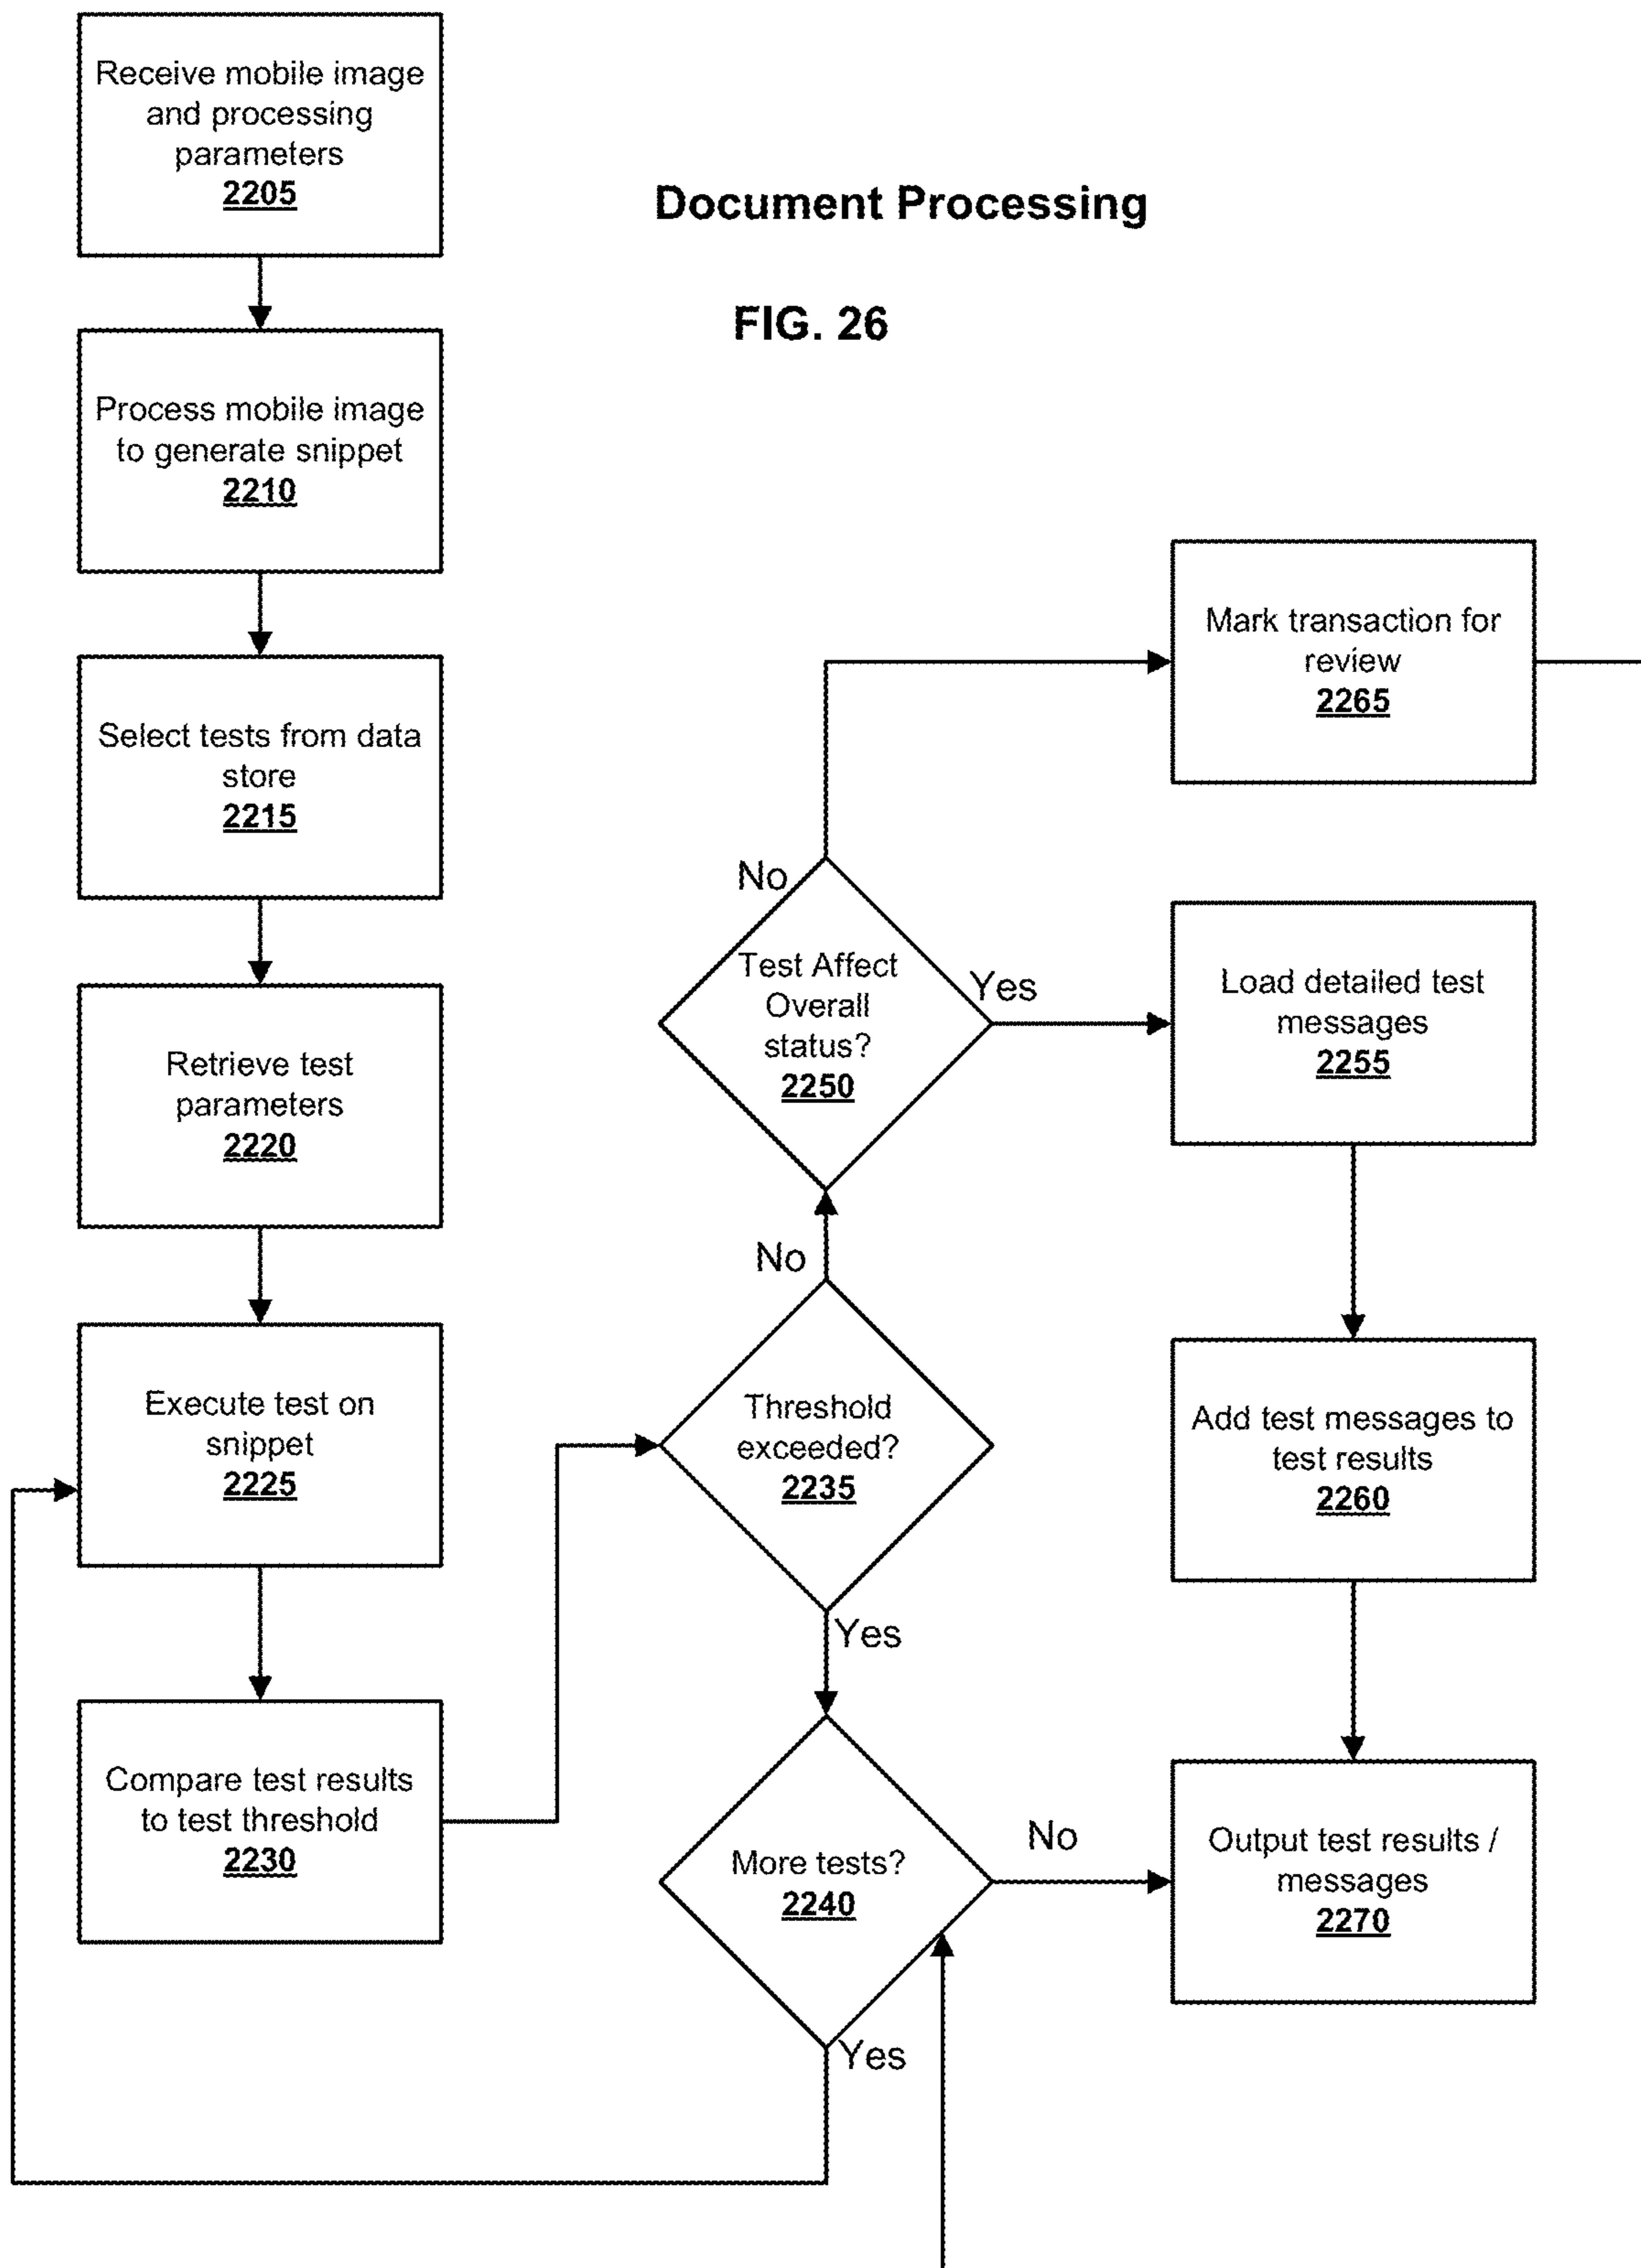 Receive mobile image
and processing
parameters
2205
Document Processing
FIG. 26
Process mobile image
to generate snippet
2210
Select tests from data
store
2215
Retrieve test
parameters
2220
Execute test on
snippet
2225
Compare test results
to test threshold
2230
Threshold
exceeded?
2235
No
Yes
Test Affect
Overall
status?
2250
No
Yes
Mark transaction for
review
2265
Load detailed test
messages
2255
Add test messages to
test results
2260
More tests?
2240
No
Yes
Output test results /
messages
2270